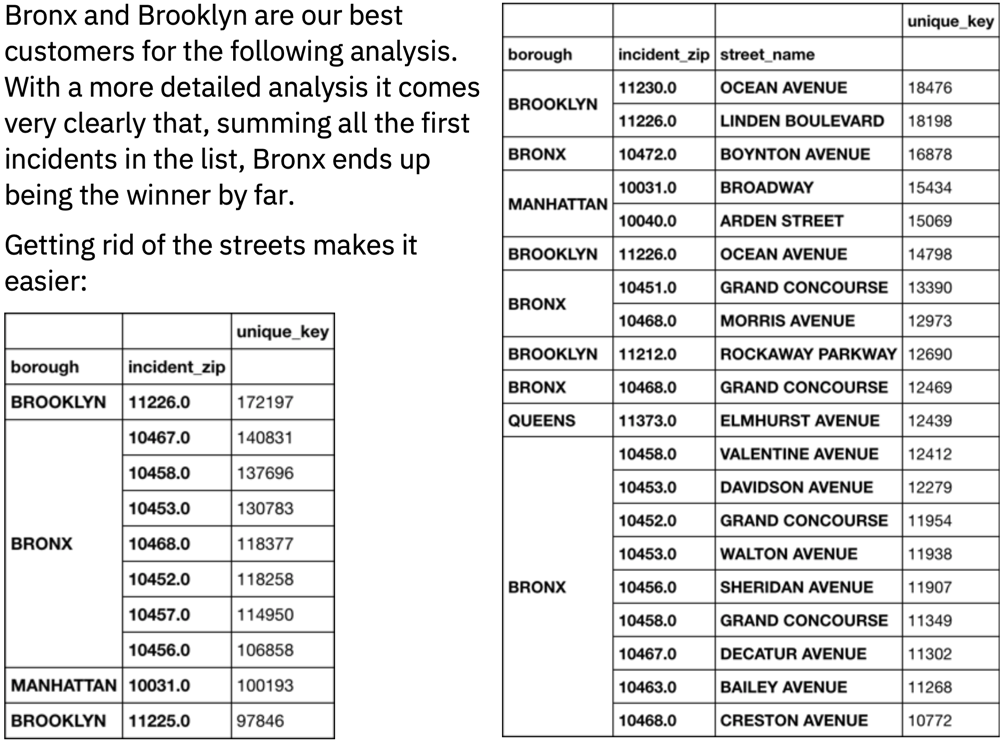 Bronx and Brooklyn are our best
customers for the following analysis.
With a more detailed analysis it comes
very clearly that, summing all the first
incidents in the list, Bronx ends up
being the winner by far.
Getting rid of the streets makes it
easier:
unique_key
borough incident_zip
BROOKLYN 11226.0 172197
10467.0 140831
10458.0 137696
10453.0 130783
BRONX 10468.0 118377
10452.0 118258
10457.0 114950
10456.0 106858
MANHATTAN 10031.0 100193
BROOKLYN 11225.0 97846
unique_key
borough incident_zip street_name
BROOKLYN 11230.0 OCEAN AVENUE 18476
11226.0 LINDEN BOULEVARD 18198
BRONX 10472.0 BOYNTON AVENUE 16878
MANHATTAN 10031.0 BROADWAY 15434
10040.0 ARDEN STREET 15069
BROOKLYN 11226.0 OCEAN AVENUE 14798
BRONX 10451.0 GRAND CONCOURSE 13390
10468.0 MORRIS AVENUE 12973
BROOKLYN 11212.0 ROCKAWAY PARKWAY 12690
BRONX 10468.0 GRAND CONCOURSE 12469
QUEENS 11373.0 ELMHURST AVENUE 12439
10458.0 VALENTINE AVENUE 12412
10453.0 DAVIDSON AVENUE 12279
10452.0 GRAND CONCOURSE 11954
10453.0 WALTON AVENUE 11938
BRONX 10456.0 SHERIDAN AVENUE 11907
10458.0 GRAND CONCOURSE 11349
10467.0 DECATUR AVENUE 11302
10463.0 BAILEY AVENUE 11268
10468.0 CRESTON AVENUE 10772